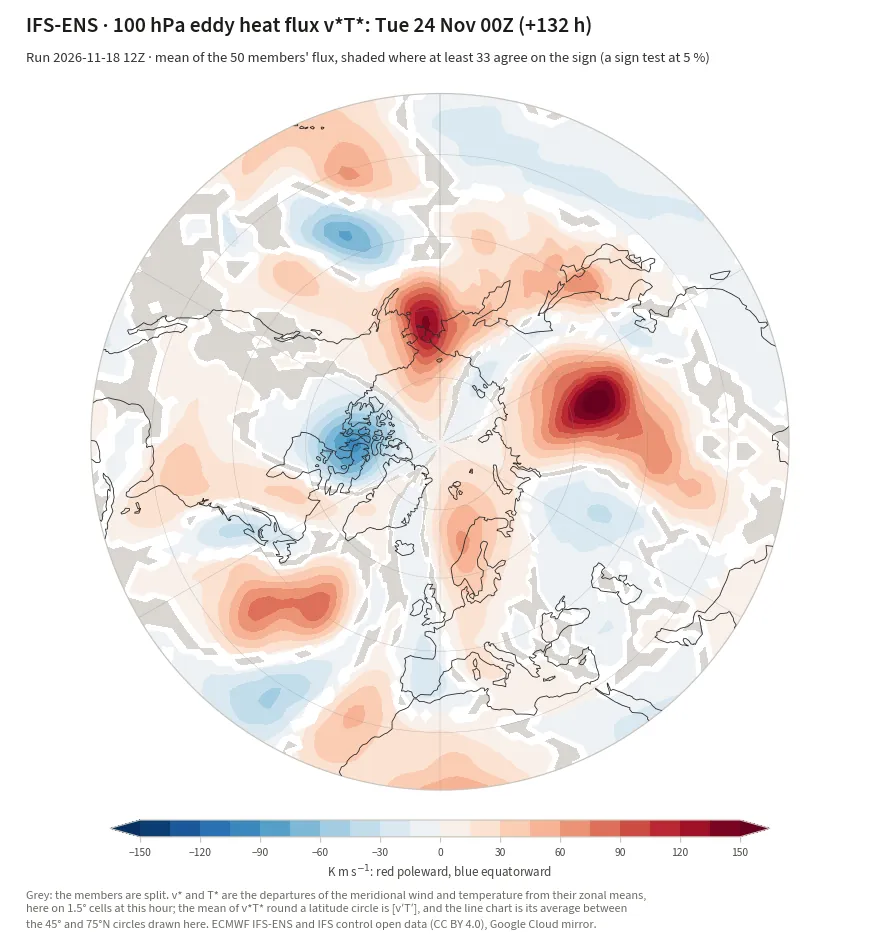 IFS-ENS · 100 hPa eddy heat flux v*T*: Tue 24 Nov 00Z (+132 h)
Run 2026-11-18 12Z · mean of the 50 members' flux, shaded where at least 33 agree on the sign (a sign test at 5 %)
−150 −120 −90 −60 −30 0 30 60 90 120 150
K m s⁻¹: red poleward, blue equatorward
Grey: the members are split. v* and T* are the departures of the meridional wind and temperature from their zonal means,
here on 1.5° cells at this hour; the mean of v*T* round a latitude circle is [v′T′], and the line chart is its average between
the 45° and 75°N circles drawn here. ECMWF IFS-ENS and IFS control open data (CC BY 4.0), Google Cloud mirror.